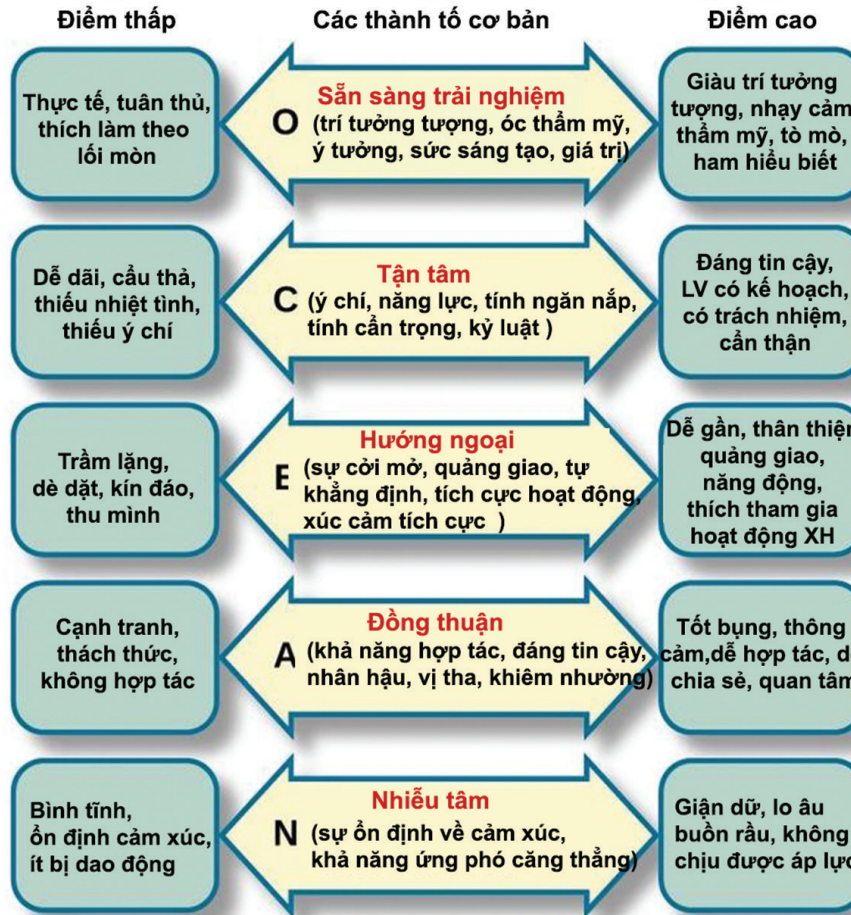 Điểm thấp
Các thành tố cơ bản
Điểm cao
Thực tế, tuân thủ,
thích làm theo
lối mòn
O
Sẵn sàng trải nghiệm
(trí tưởng tượng, óc thẩm mỹ,
ý tưởng, sức sáng tạo, giá trị)
Giàu trí tưởng
tượng, nhạy cảm
thẩm mỹ, tò mò,
ham hiểu biết
Dễ dãi, cẩu thả,
thiếu nhiệt tình,
thiếu ý chí
C
Tận tâm
(ý chí, năng lực, tính ngăn nắp,
tính cẩn trọng, kỷ luật )
Đáng tin cậy,
LV có kế hoạch,
có trách nhiệm,
cẩn thận
Trầm lặng,
dè dặt, kín đáo,
thu mình
E
Hướng ngoại
(sự cởi mở, quảng giao, tự
khẳng định, tích cực hoạt động,
xúc cảm tích cực )
Dễ gần, thân thiện
quảng giao,
năng động,
thích tham gia
hoạt động XH
Cạnh tranh,
thách thức,
không hợp tác
A
Đồng thuận
(khả năng hợp tác, đáng tin cậy,
nhân hậu, vị tha, khiêm nhường)
Tốt bụng, thông
cảm,dễ hợp tác,
chia sẻ, quan tâm
Bình tĩnh,
ổn định cảm xúc,
ít bị dao động
N
Nhiễu tâm
(sự ổn định về cảm xúc,
khả năng ứng phó căng thẳng)
Giận dữ, lo âu
buồn rầu, không
chịu được áp lực